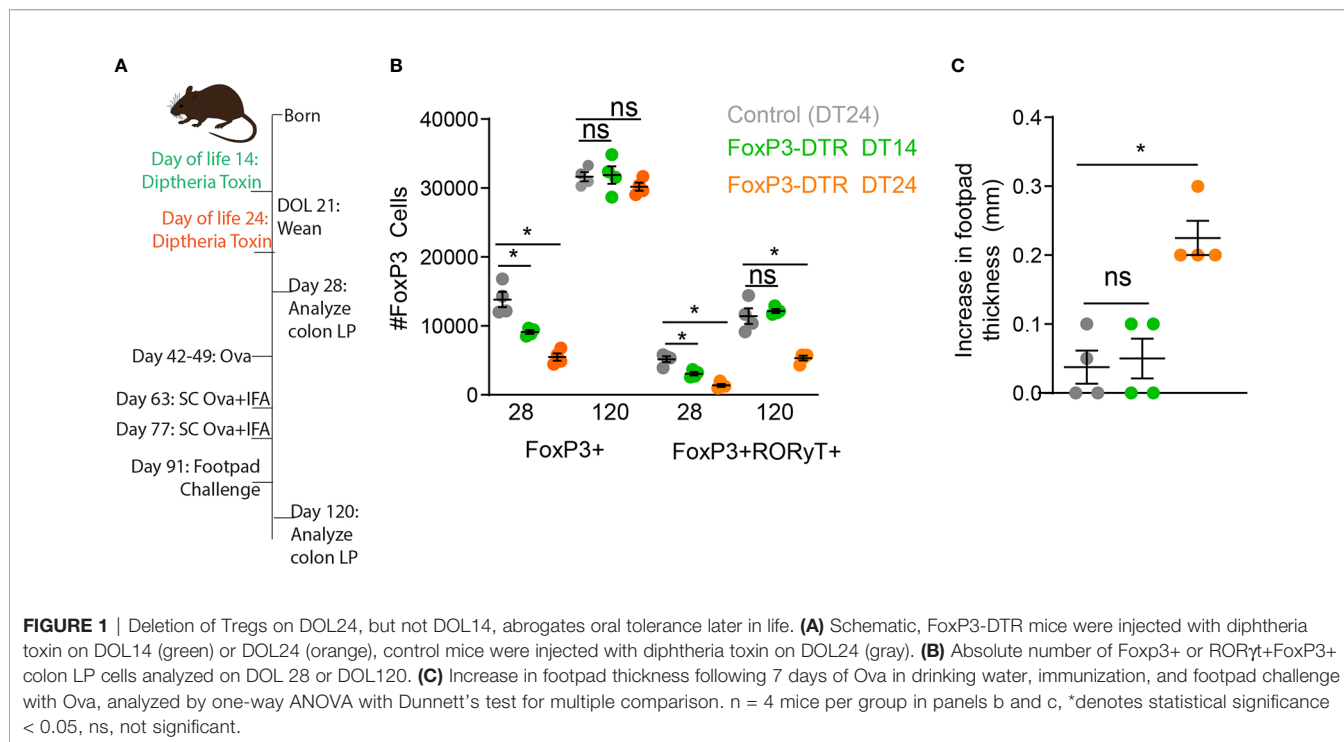 A
Born
Day of life 14:
Diptheria Toxin
DOL 21:
Wean
Day of life 24:
Diptheria Toxin
Day 28:
Analyze
colon LP
Day 42-49: Ova
Day 63: SC Ova+IFA
Day 77: SC Ova+IFA
Day 91: Footpad
Challenge
Day 120:
Analyze
colon LP
B
#FoxP3 Cells
40000
30000
20000
10000
0
*
*
ns
ns
*
*
ns
*
28
120
28
120
FoxP3+
FoxP3+RORyT+
Control (DT24)
FoxP3-DTR DT14
FoxP3-DTR DT24
C
Increase in footpad
thickness (mm)
0.4
0.3
0.2
0.1
0.0
*
ns
FIGURE 1 | Deletion of Tregs on DOL24, but not DOL14, abrogates oral tolerance later in life. (A) Schematic, FoxP3-DTR mice were injected with diphtheria
toxin on DOL14 (green) or DOL24 (orange), control mice were injected with diphtheria toxin on DOL24 (gray). (B) Absolute number of Foxp3+ or RORγt+FoxP3+
colon LP cells analyzed on DOL 28 or DOL120. (C) Increase in footpad thickness following 7 days of Ova in drinking water, immunization, and footpad challenge
with Ova, analyzed by one-way ANOVA with Dunnett's test for multiple comparison. n = 4 mice per group in panels b and c, *denotes statistical significance
< 0.05, ns, not significant.